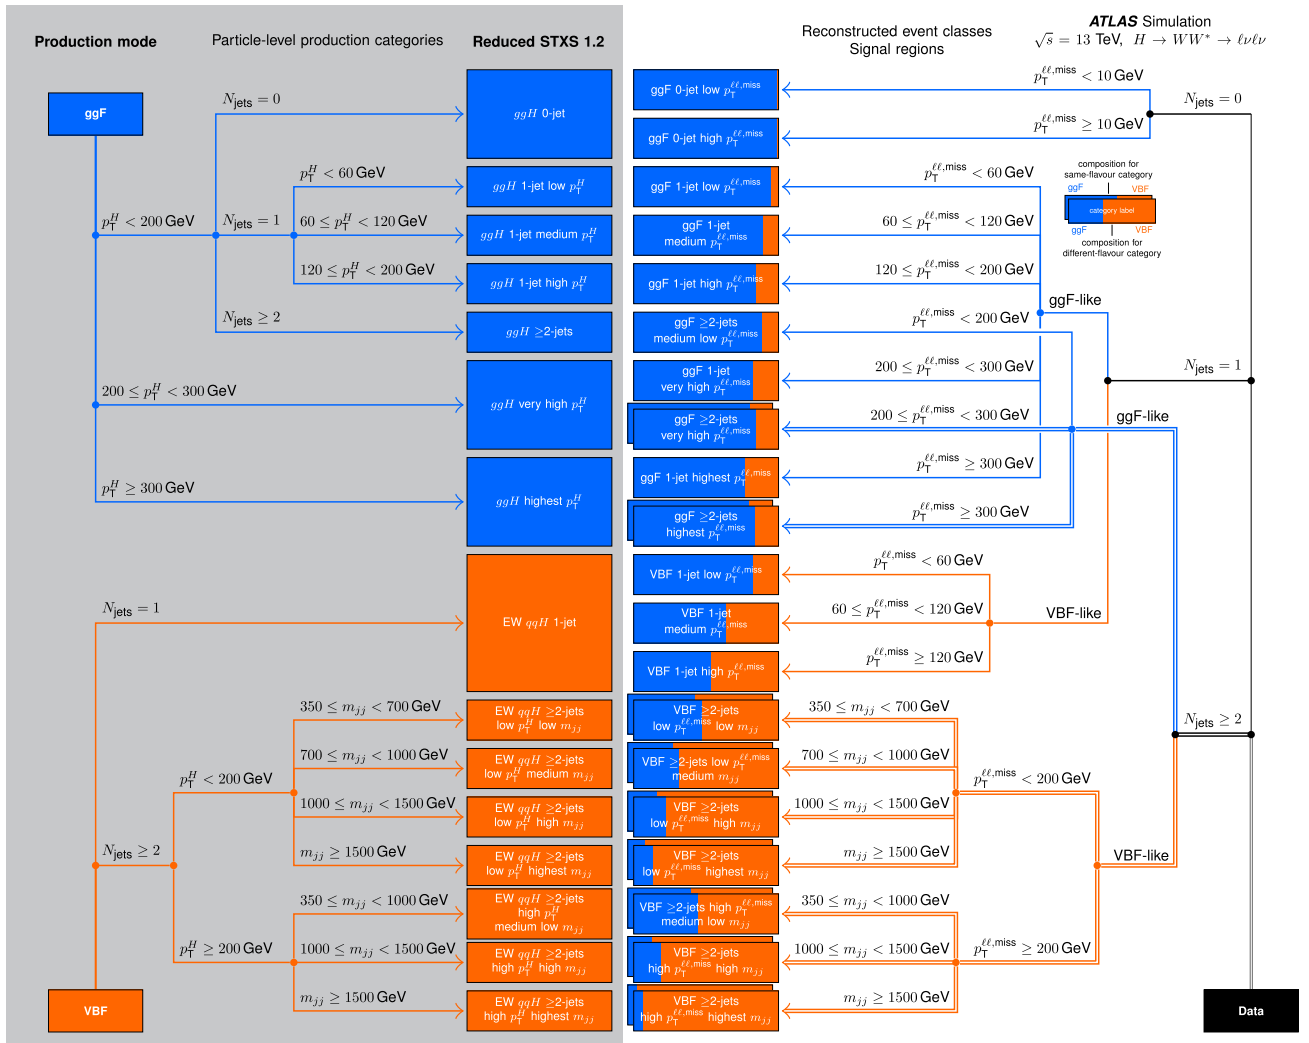 Production mode
Particle-level production categories
Reduced STXS 1.2
Reconstructed event classes
Signal regions
ATLAS Simulation
√s = 13 TeV, H → WW* → ℓνℓν
ggF
N_jets = 0
p_T^H < 200 GeV
N_jets = 1
p_T^H < 60 GeV
60 ≤ p_T^H < 120 GeV
120 ≤ p_T^H < 200 GeV
N_jets ≥ 2
200 ≤ p_T^H < 300 GeV
p_T^H ≥ 300 GeV
N_jets = 1
N_jets ≥ 2
p_T^H < 200 GeV
350 ≤ m_jj < 700 GeV
700 ≤ m_jj < 1000 GeV
1000 ≤ m_jj < 1500 GeV
m_jj ≥ 1500 GeV
p_T^H ≥ 200 GeV
350 ≤ m_jj < 1000 GeV
1000 ≤ m_jj < 1500 GeV
m_jj ≥ 1500 GeV
VBF
ggH 0-jet
ggH 1-jet low p_T^H
ggH 1-jet medium p_T^H
ggH 1-jet high p_T^H
ggH ≥2-jets
ggH very high p_T^H
ggH highest p_T^H
EW qqH 1-jet
EW qqH ≥2-jets
low p_T^H low m_jj
EW qqH ≥2-jets
low p_T^H medium m_jj
EW qqH ≥2-jets
low p_T^H high m_jj
EW qqH ≥2-jets
low p_T^H highest m_jj
EW qqH ≥2-jets
high p_T^H
medium low m_jj
EW qqH ≥2-jets
high p_T^H high m_jj
EW qqH ≥2-jets
high p_T^H highest m_jj
ggF 0-jet low p_T^ℓℓ,miss
ggF 0-jet high p_T^ℓℓ,miss
ggF 1-jet low p_T^ℓℓ,miss
ggF 1-jet
medium p_T^ℓℓ,miss
ggF 1-jet high p_T^ℓℓ,miss
ggF ≥2-jets
medium low p_T^ℓℓ,miss
ggF 1-jet
very high p_T^ℓℓ,miss
ggF ≥2-jets
very high p_T^ℓℓ,miss
ggF 1-jet highest p_T^ℓℓ,miss
ggF ≥2-jets
highest p_T^ℓℓ,miss
VBF 1-jet low p_T^ℓℓ,miss
VBF 1-jet
medium p_T^ℓℓ,miss
VBF 1-jet high p_T^ℓℓ,miss
VBF ≥2-jets
low p_T^ℓℓ,miss low m_jj
VBF ≥2-jets low p_T^ℓℓ,miss
medium m_jj
VBF ≥2-jets
low p_T^ℓℓ,miss high m_jj
VBF ≥2-jets
low p_T^ℓℓ,miss highest m_jj
VBF ≥2-jets high p_T^ℓℓ,miss
medium low m_jj
VBF ≥2-jets
high p_T^ℓℓ,miss high m_jj
VBF ≥2-jets
high p_T^ℓℓ,miss highest m_jj
p_T^ℓℓ,miss < 10 GeV
p_T^ℓℓ,miss ≥ 10 GeV
N_jets = 0
p_T^ℓℓ,miss < 60 GeV
60 ≤ p_T^ℓℓ,miss < 120 GeV
120 ≤ p_T^ℓℓ,miss < 200 GeV
ggF-like
p_T^ℓℓ,miss < 200 GeV
200 ≤ p_T^ℓℓ,miss < 300 GeV
N_jets = 1
200 ≤ p_T^ℓℓ,miss < 300 GeV
ggF-like
p_T^ℓℓ,miss ≥ 300 GeV
p_T^ℓℓ,miss ≥ 300 GeV
p_T^ℓℓ,miss < 60 GeV
60 ≤ p_T^ℓℓ,miss < 120 GeV
VBF-like
p_T^ℓℓ,miss ≥ 120 GeV
350 ≤ m_jj < 700 GeV
N_jets ≥ 2
700 ≤ m_jj < 1000 GeV
p_T^ℓℓ,miss < 200 GeV
1000 ≤ m_jj < 1500 GeV
m_jj ≥ 1500 GeV
VBF-like
350 ≤ m_jj < 1000 GeV
1000 ≤ m_jj < 1500 GeV
p_T^ℓℓ,miss ≥ 200 GeV
m_jj ≥ 1500 GeV
Data
composition for
same-flavour category
ggF
VBF
category label
ggF
VBF
composition for
different-flavour category